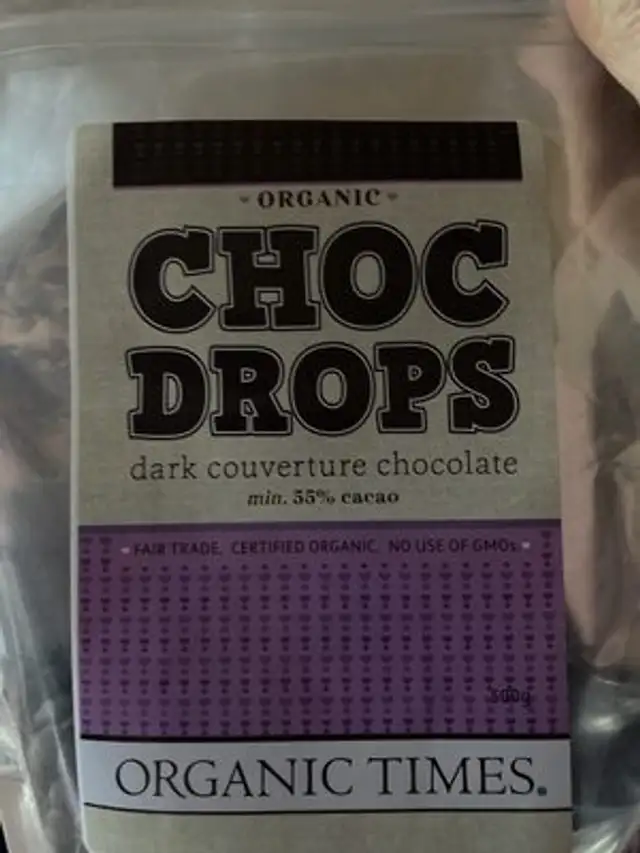 ORGANIC
CHOC
DROPS
dark couverture chocolate
min. 55% cacao
FAIR TRADE. CERTIFIED ORGANIC. NO USE OF GMOs
500g
ORGANIC TIMES.